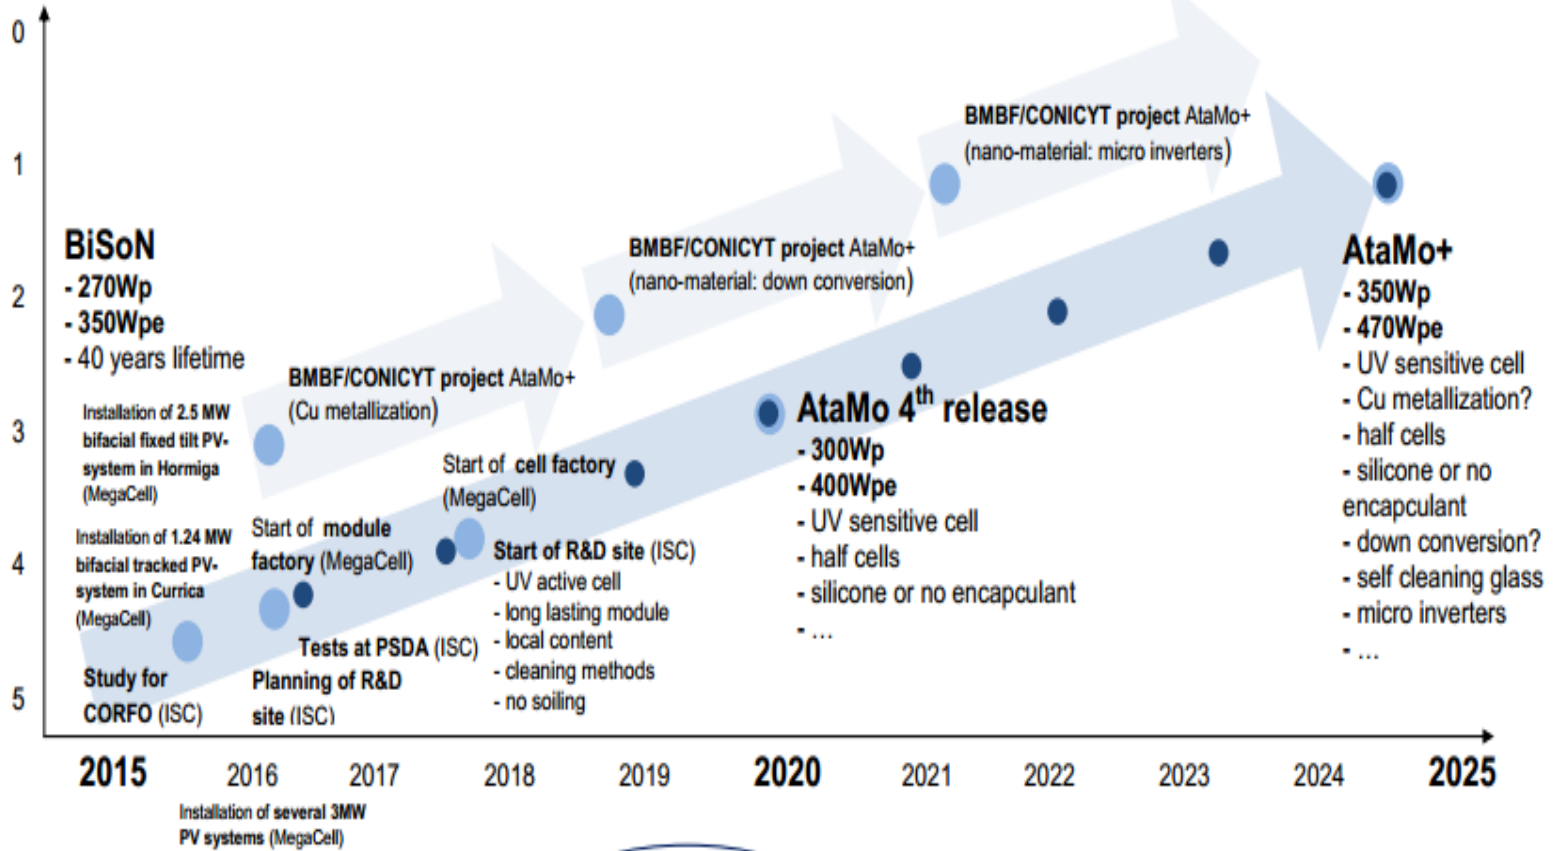 0
1
2
3
4
5
BiSoN
- 270Wp
- 350Wpe
- 40 years lifetime
Installation of 2.5 MW
bifacial fixed tilt PV-
system in Hormiga
(MegaCell)
Installation of 1.24 MW
bifacial tracked PV-
system in Currica
(MegaCell)
Study for
CORFO (ISC)
BMBF/CONICYT project AtaMo+
(Cu metallization)
Start of module
factory (MegaCell)
Tests at PSDA (ISC)
Planning of R&D
site (ISC)
Start of cell factory
(MegaCell)
Start of R&D site (ISC)
- UV active cell
- long lasting module
- local content
- cleaning methods
- no soiling
BMBF/CONICYT project AtaMo+
(nano-material: down conversion)
BMBF/CONICYT project AtaMo+
(nano-material: micro inverters)
AtaMo 4th release
- 300Wp
- 400Wpe
- UV sensitive cell
- half cells
- silicone or no encapculant
- ...
AtaMo+
- 350Wp
- 470Wpe
- UV sensitive cell
- Cu metallization?
- half cells
- silicone or no
encapculant
- down conversion?
- self cleaning glass
- micro inverters
- ...
2015 2016 2017 2018 2019 2020 2021 2022 2023 2024 2025
Installation of several 3MW
PV systems (MegaCell)